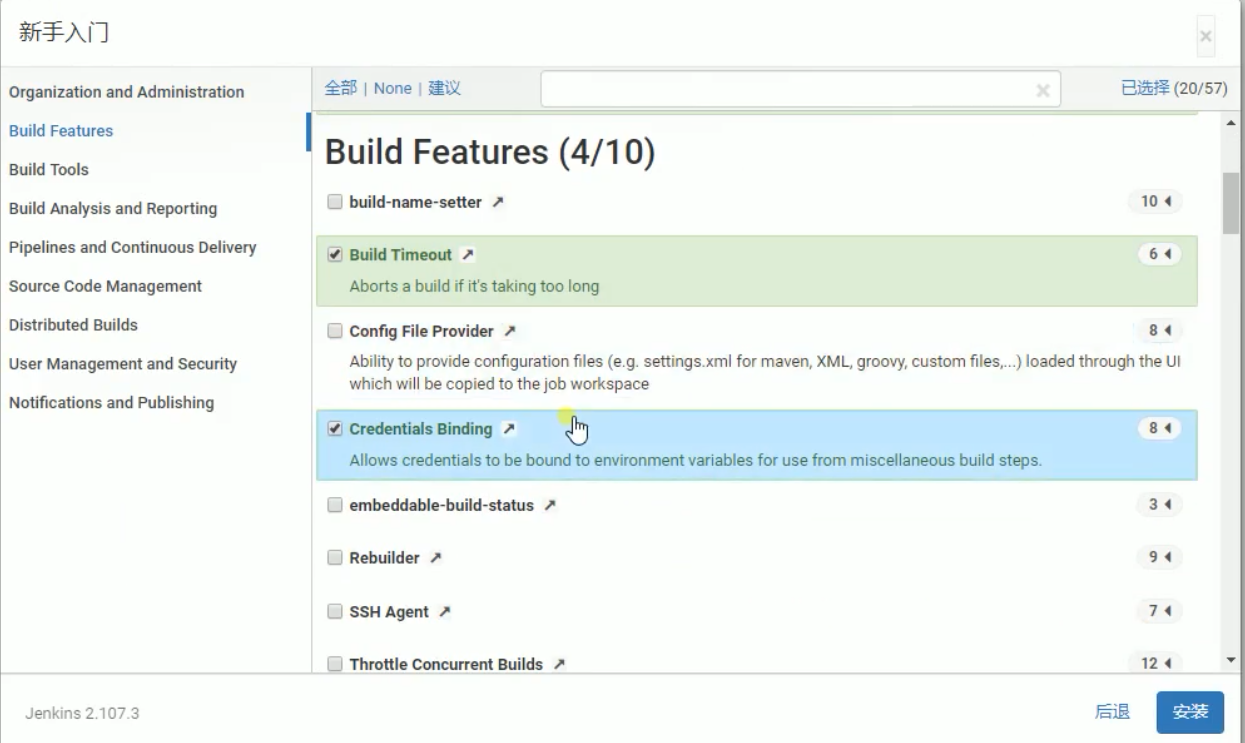 新手入门
×
Organization and Administration
Build Features
Build Tools
Build Analysis and Reporting
Pipelines and Continuous Delivery
Source Code Management
Distributed Builds
User Management and Security
Notifications and Publishing
全部 | None | 建议
已选择 (20/57)
Build Features (4/10)
build-name-setter 10
Build Timeout 6
Aborts a build if it's taking too long
Config File Provider 8
Ability to provide configuration files (e.g. settings.xml for maven, XML, groovy, custom files,...) loaded through the UI
which will be copied to the job workspace
Credentials Binding 8
Allows credentials to be bound to environment variables for use from miscellaneous build steps.
embeddable-build-status 3
Rebuilder 9
SSH Agent 7
Throttle Concurrent Builds 12
Jenkins 2.107.3
后退 安装